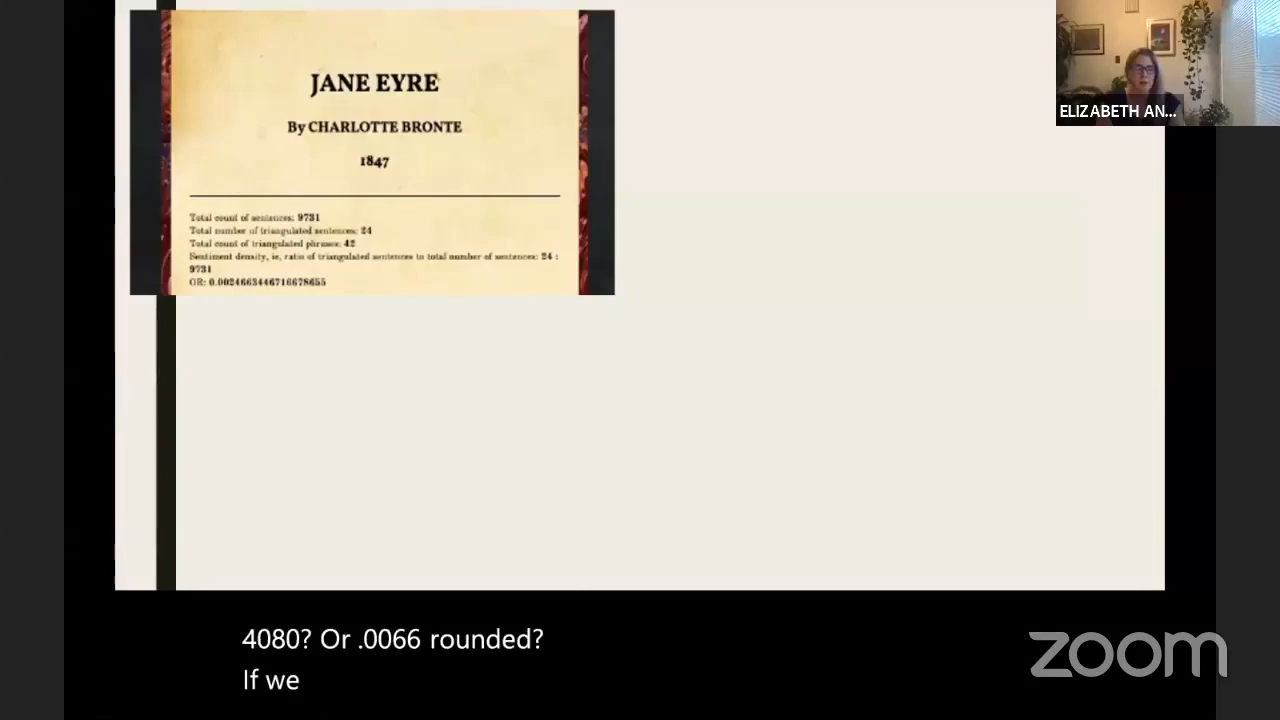 JANE EYRE
By CHARLOTTE BRONTE
1847
Total count of sentences: 9731
Total number of triangulated sentences: 24
Total count of triangulated phrases: 42
Sentiment density, ie, ratio of triangulated sentences to total number of sentences: 24 :
9731
OR: 0.0024663446716678655
ELIZABETH AN...
4080? Or .0066 rounded?
If we
zoom